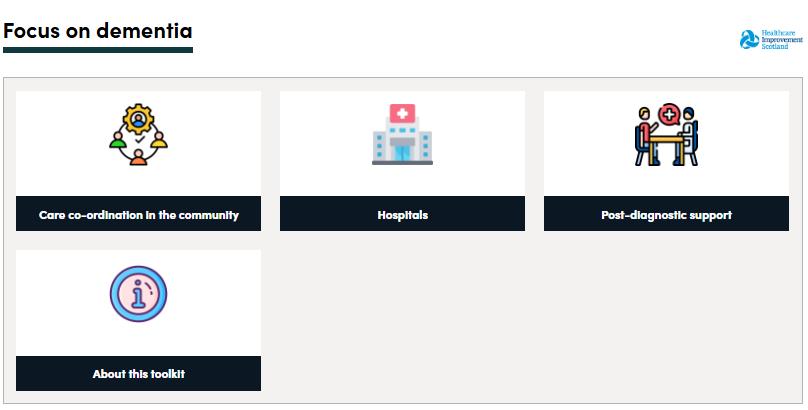 Focus on dementia
Healthcare
Improvement
Scotland
Care co-ordination in the community
Hospitals
Post-diagnostic support
About this toolkit